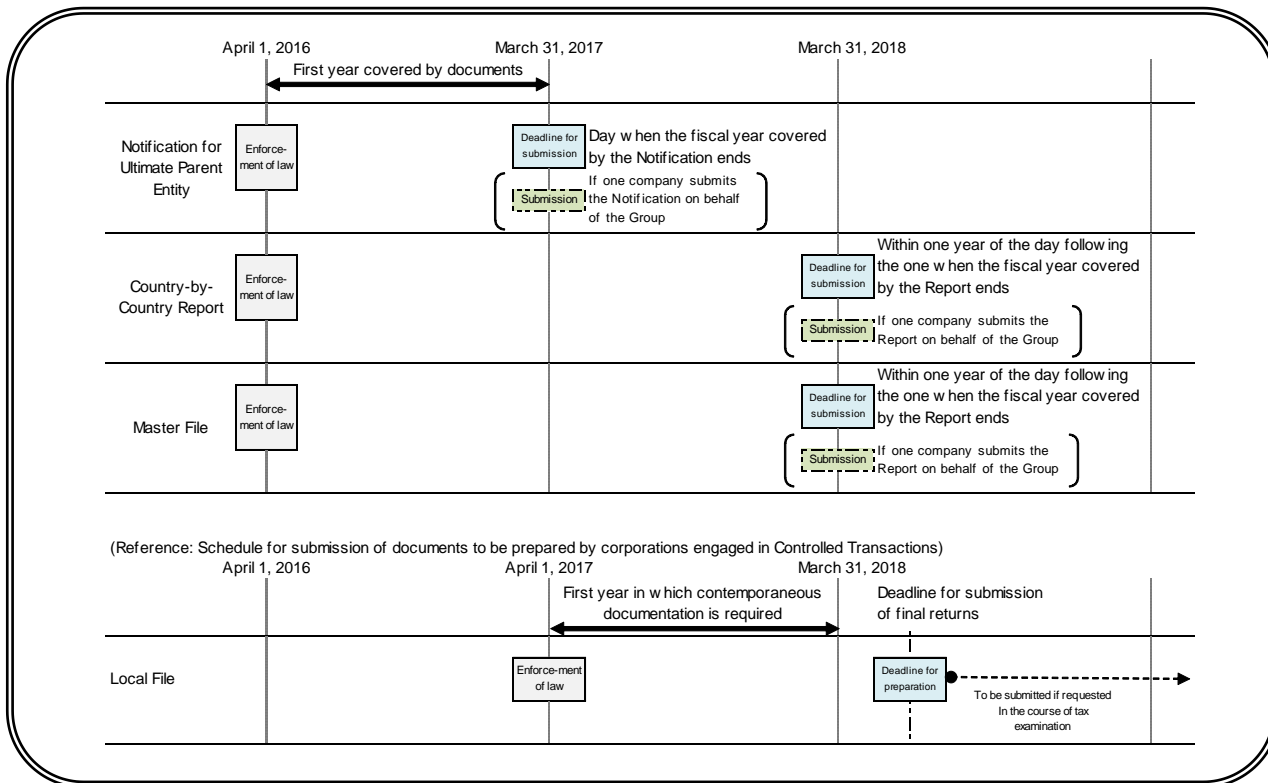 April 1, 2016
March 31, 2017
March 31, 2018
First year covered by documents
Notification for
Ultimate Parent
Entity
Enforce-
ment of law
Deadline for
submission
Day when the fiscal year covered
by the Notification ends
Submission
If one company submits
the Notification on behalf
of the Group
Country-by-
Country Report
Enforce-
ment of law
Deadline for
submission
Within one year of the day following
the one when the fiscal year covered
by the Report ends
Submission
If one company submits the
Report on behalf of the Group
Master File
Enforce-
ment of law
Deadline for
submission
Within one year of the day following
the one when the fiscal year covered
by the Report ends
Submission
If one company submits the
Report on behalf of the Group
(Reference: Schedule for submission of documents to be prepared by corporations engaged in Controlled Transactions)
April 1, 2016
April 1, 2017
March 31, 2018
First year in which contemporaneous
documentation is required
Deadline for submission
of final returns
Local File
Enforce-ment
of law
Deadline for
preparation
To be submitted if requested
In the course of tax
examination